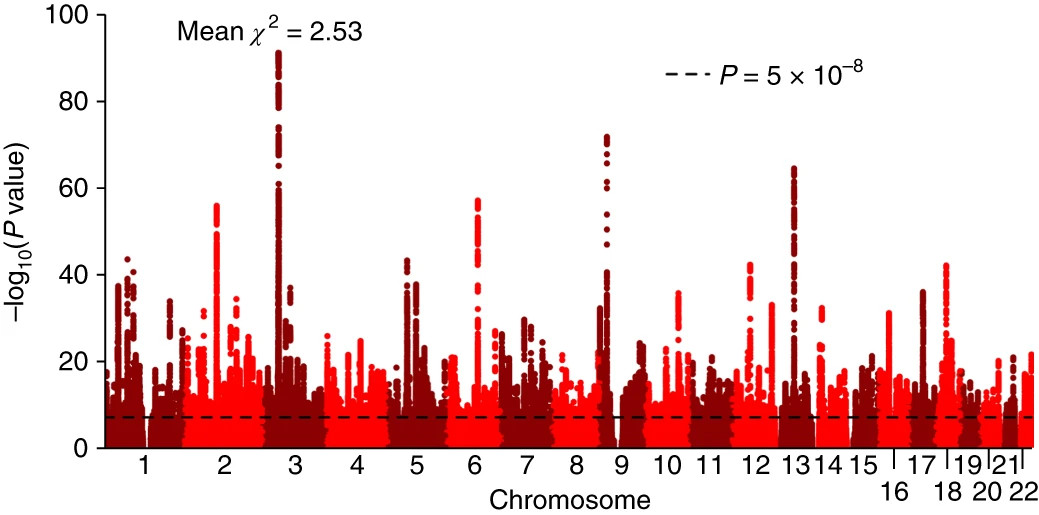 100
Mean χ² = 2.53
P = 5 × 10⁻⁸
80
60
40
20
0
–log₁₀(P value)
1 2 3 4 5 6 7 8 9 10 11 12 13 14 15 17 19 21
16 18 20 22
Chromosome